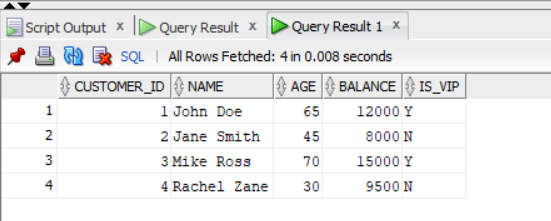 Script Output x Query Result x Query Result 1 x
SQL | All Rows Fetched: 4 in 0.008 seconds
CUSTOMER_ID NAME AGE BALANCE IS_VIP
1 1 John Doe 65 12000 Y
2 2 Jane Smith 45 8000 N
3 3 Mike Ross 70 15000 Y
4 4 Rachel Zane 30 9500 N